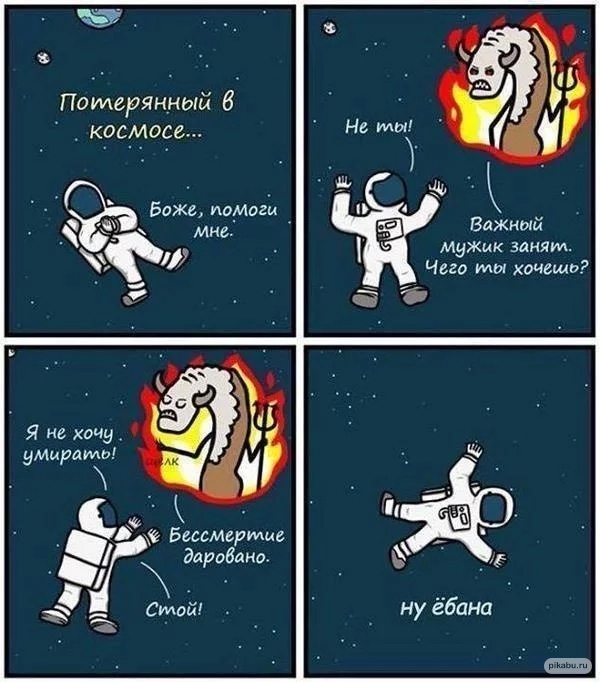 Потерянный в
космосе...
Боже, помоги
мне.
Не ты!
Важный
мужик занят.
Чего ты хочешь?
Я не хочу
умирать!
щелк
Бессмертие
даровано.
Стой!
ну ёбана
pikabu.ru